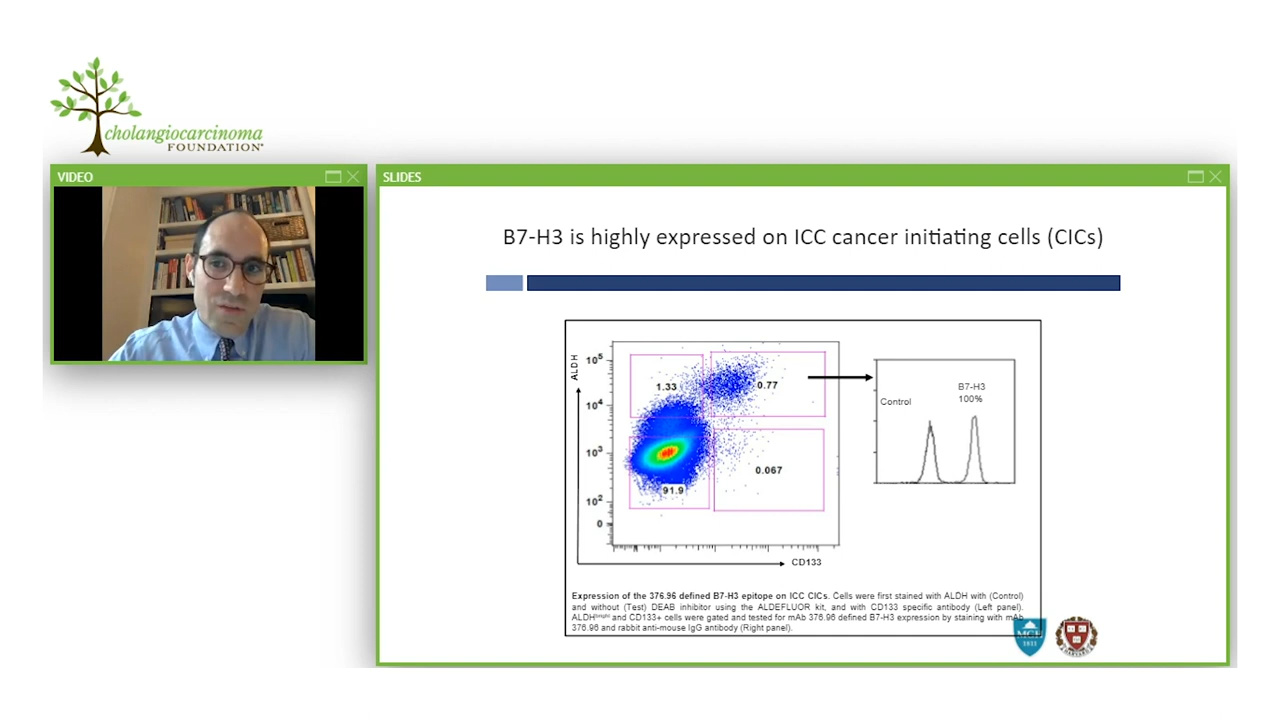 cholangiocarcinoma
FOUNDATION®
VIDEO
SLIDES
B7-H3 is highly expressed on ICC cancer initiating cells (CICs)
ALDH
10⁵
10⁴
10³
10²
0
1.33
0.77
91.9
0.067
CD133
Control
B7-H3
100%
Expression of the 376.96 defined B7-H3 epitope on ICC CICs. Cells were first stained with ALDH with (Control)
and without (Test) DEAB inhibitor using the ALDEFLUOR kit, and with CD133 specific antibody (Left panel).
ALDHbright and CD133+ cells were gated and tested for mAb 376.96 defined B7-H3 expression by staining with mAb
376.96 and rabbit anti-mouse IgG antibody (Right panel).
MGH
1811
HARVARD